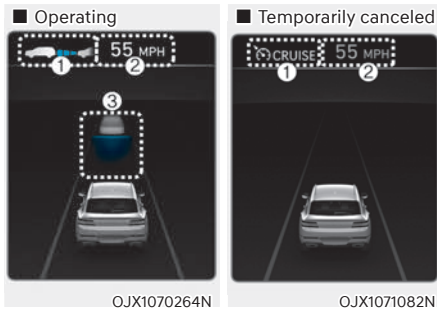 ■ Operating
55 MPH
1
2
3
OJX1070264N
■ Temporarily canceled
CRUISE 55 MPH
1
2
OJX1071082N